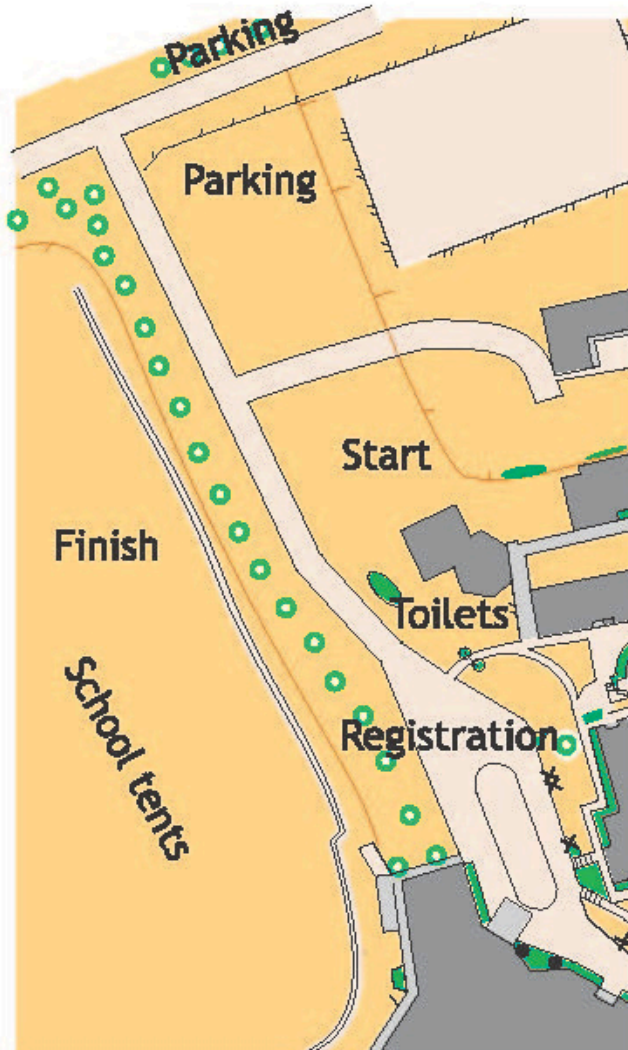 Parking
Parking
Start
Finish
Toilets
School tents
Registration